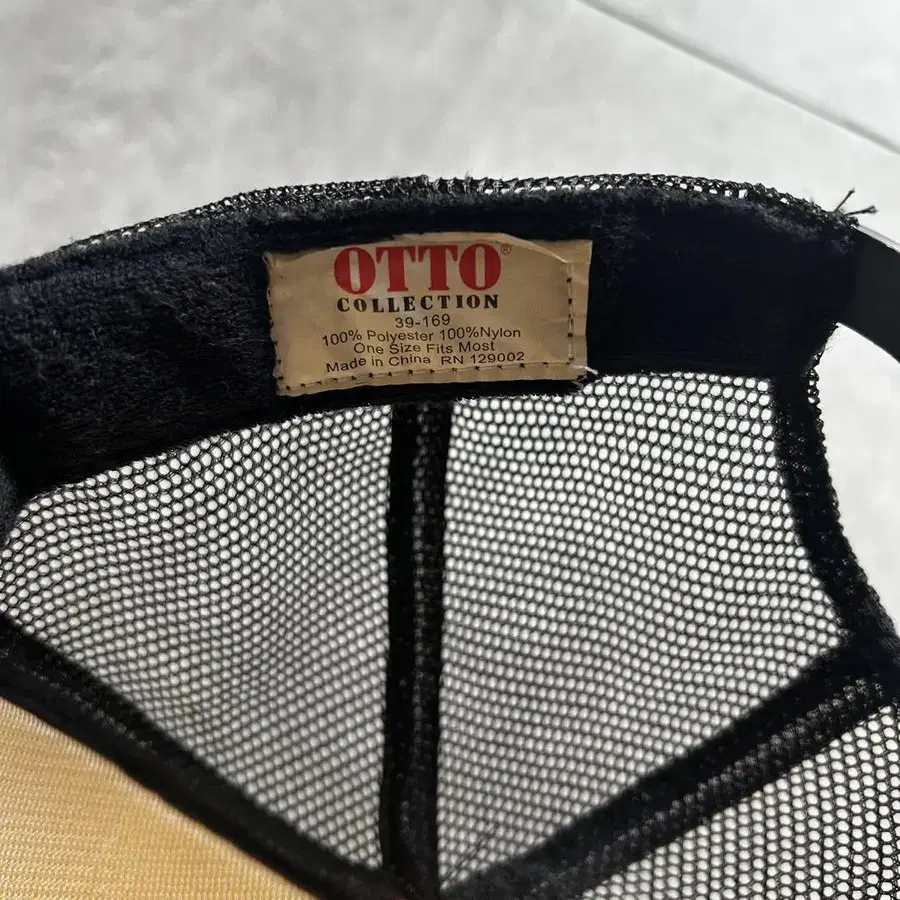 OTTO®
COLLECTION
39-169
100% Polyester 100%Nylon
One Size Fits Most
Made in China RN 129002